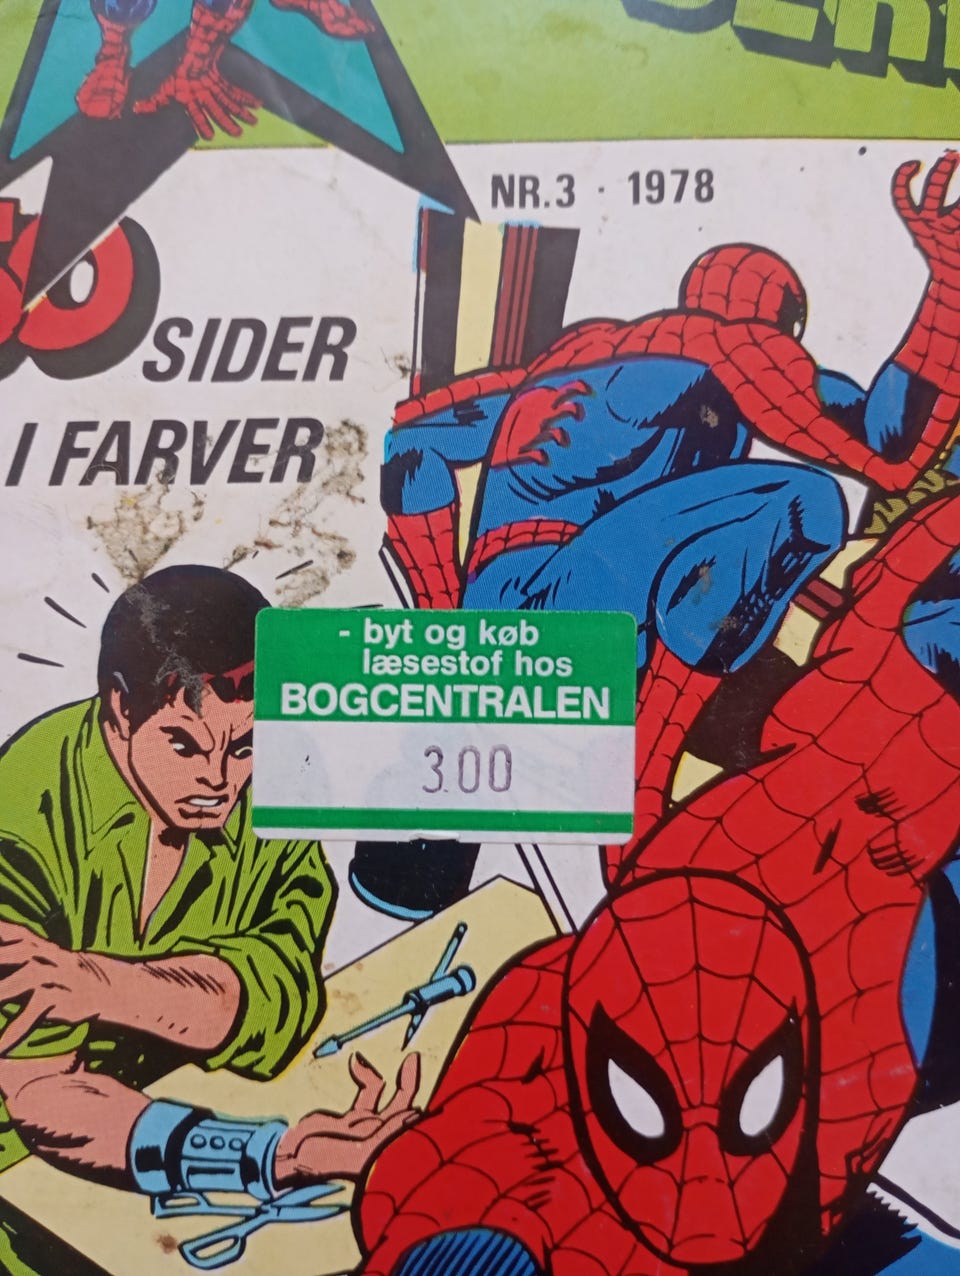 NR.3 · 1978
SIDER
I FARVER
- byt og køb
læsestof hos
BOGCENTRALEN
3.00